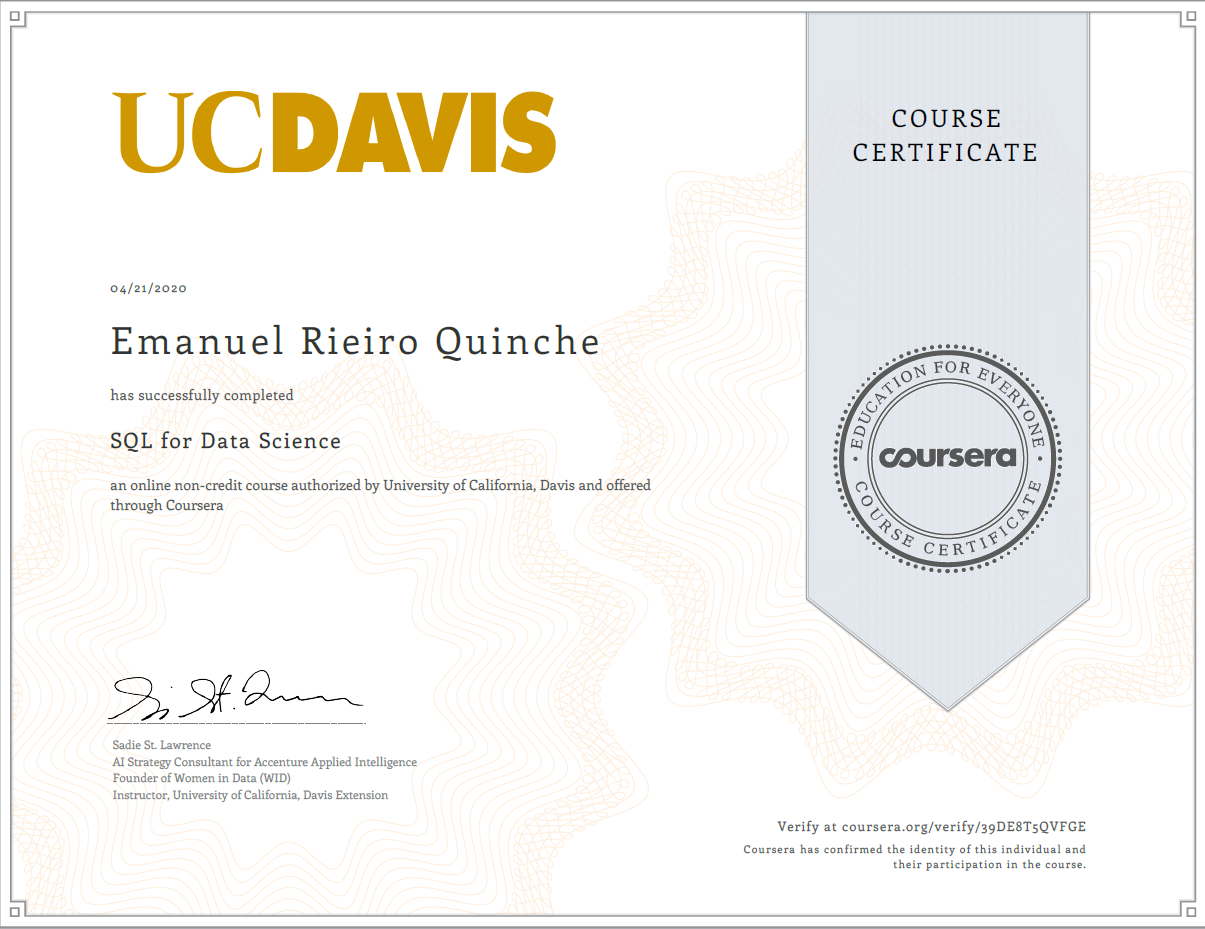 UCDAVIS
COURSE
CERTIFICATE
04/21/2020
Emanuel Rieiro Quinche
has successfully completed
SQL for Data Science
an online non-credit course authorized by University of California, Davis and offered
through Coursera
EDUCATION FOR EVERYONE
coursera
COURSE CERTIFICATE
Sadie St. Lawrence
AI Strategy Consultant for Accenture Applied Intelligence
Founder of Women in Data (WID)
Instructor, University of California, Davis Extension
Verify at coursera.org/verify/39DE8T5QVFGE
Coursera has confirmed the identity of this individual and
their participation in the course.